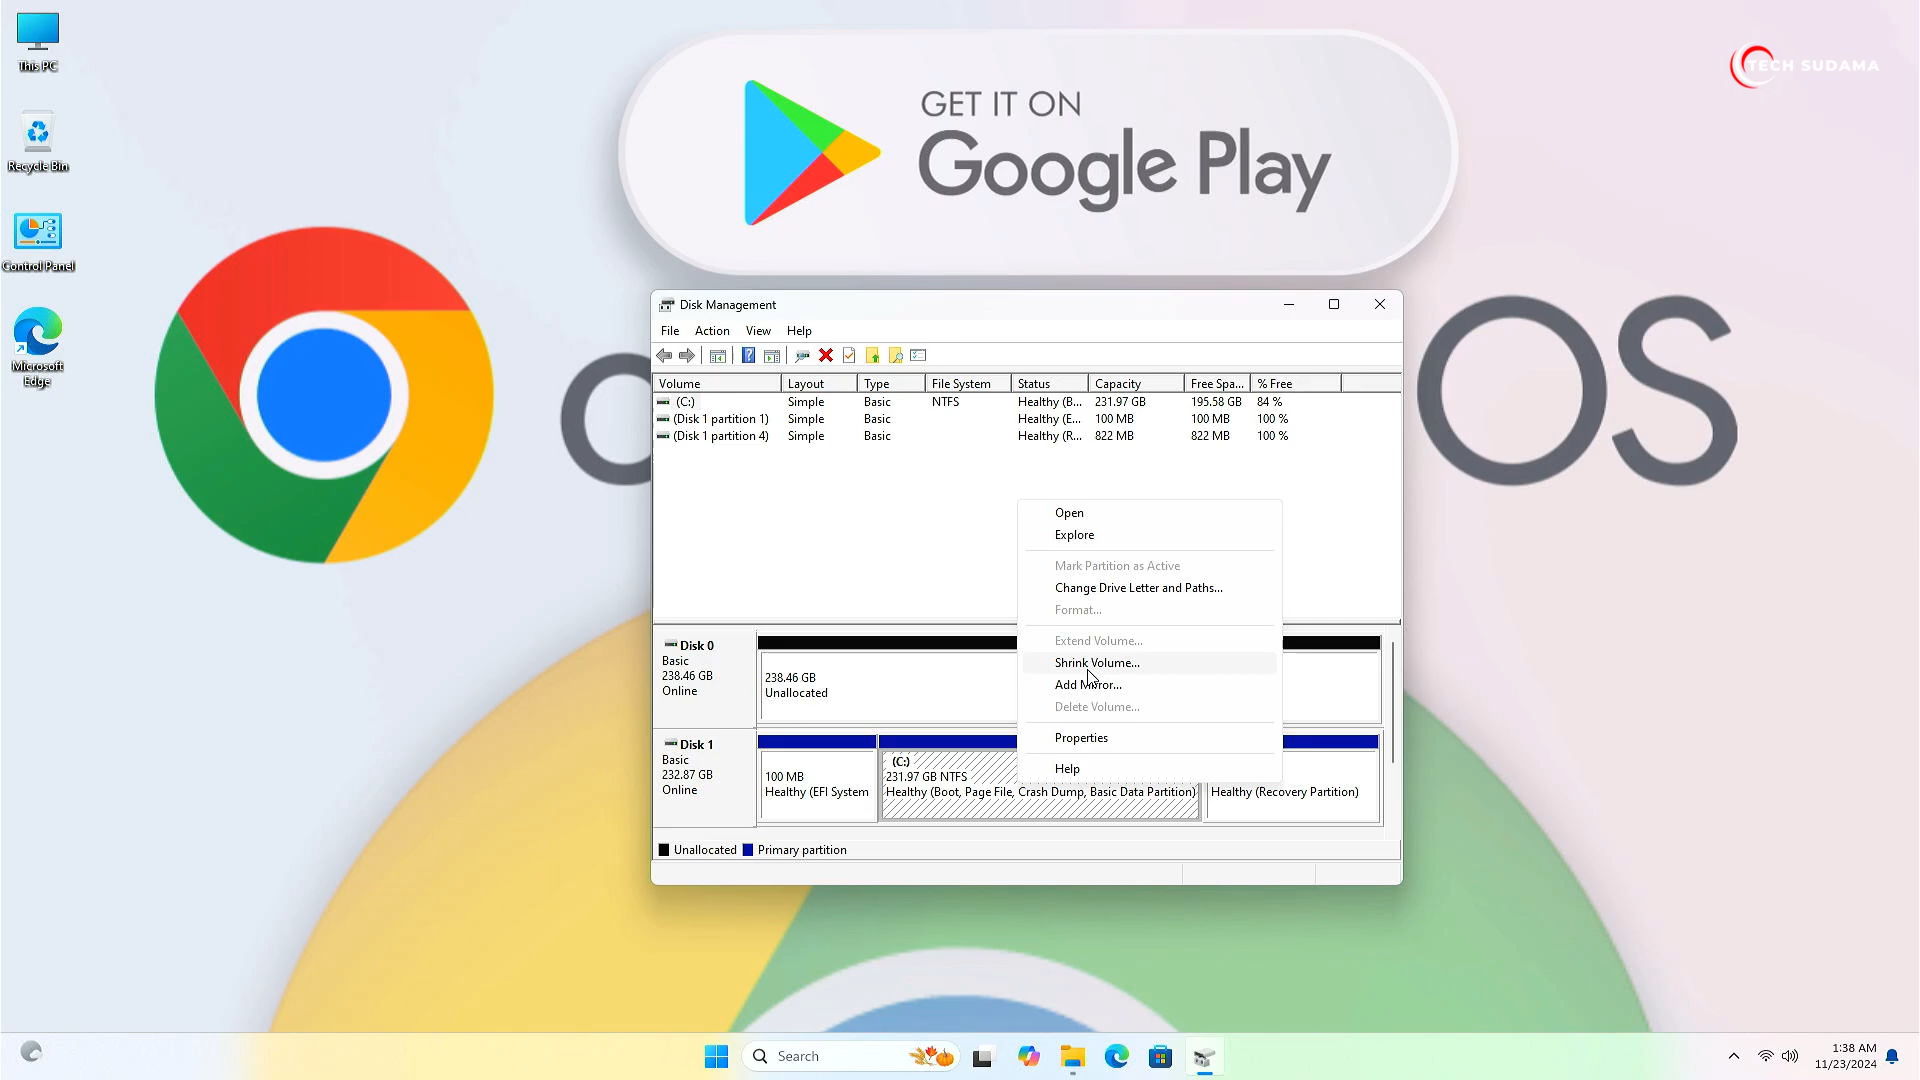 This PC
Recycle Bin
Control Panel
Microsoft
Edge
GET IT ON
Google Play
TECH SUDAMA
OS
Disk Management
File Action View Help
Volume Layout Type File System Status Capacity Free Spa... % Free
(C:) Simple Basic NTFS Healthy (B... 231.97 GB 195.58 GB 84 %
(Disk 1 partition 1) Simple Basic Healthy (E... 100 MB 100 MB 100 %
(Disk 1 partition 4) Simple Basic Healthy (R... 822 MB 822 MB 100 %
Open
Explore
Mark Partition as Active
Change Drive Letter and Paths...
Format...
Extend Volume...
Shrink Volume...
Add Mirror...
Delete Volume...
Properties
Help
Disk 0
Basic
238.46 GB
Online
238.46 GB
Unallocated
Disk 1
Basic
232.87 GB
Online
100 MB
Healthy (EFI System
(C:)
231.97 GB NTFS
Healthy (Boot, Page File, Crash Dump, Basic Data Partition)
Healthy (Recovery Partition)
Unallocated Primary partition
Search
1:38 AM
11/23/2024